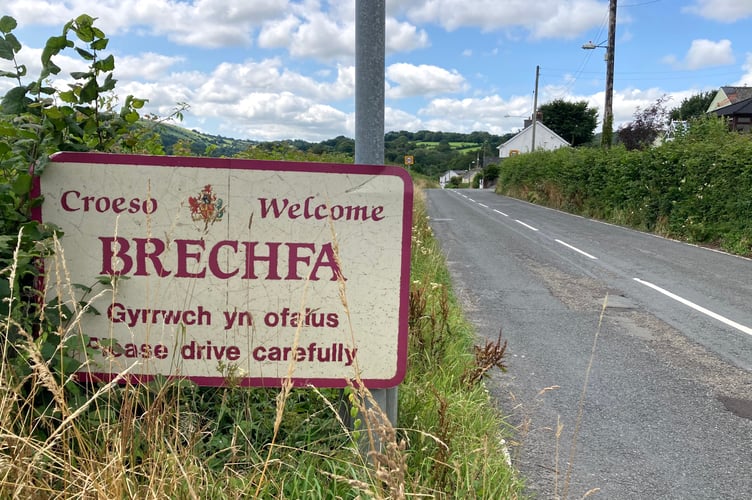 Croeso Welcome
BRECHFA
Gyrrwch yn ofalus
Please drive carefully